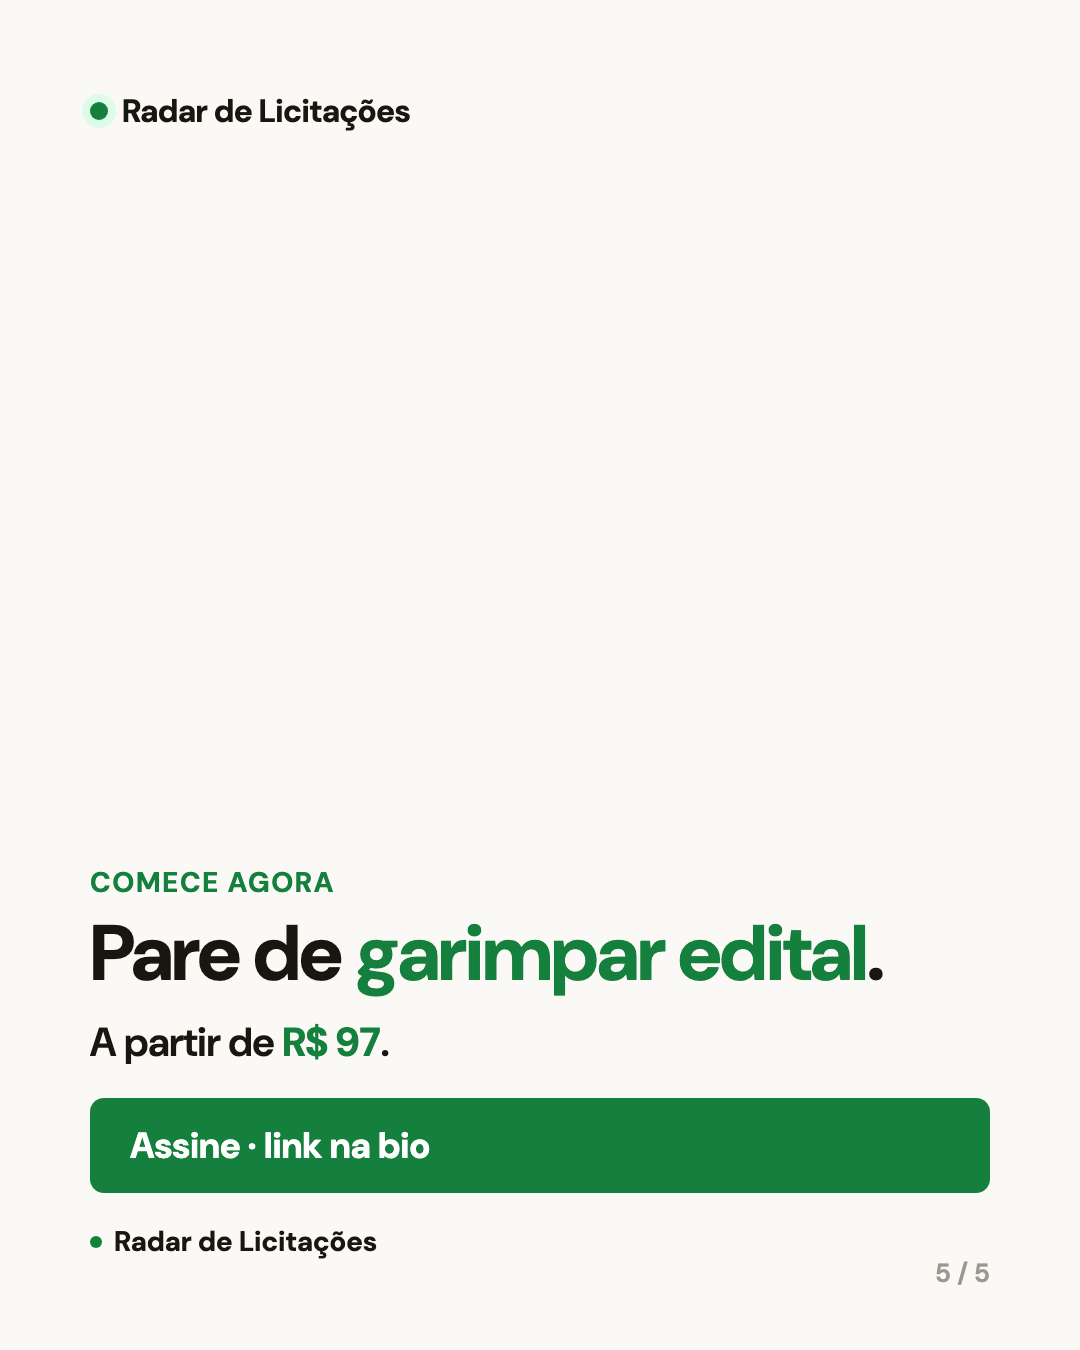 Radar de Licitações
COMECE AGORA
Pare de garimpar edital.
A partir de R$ 97.
Assine · link na bio
Radar de Licitações
5 / 5